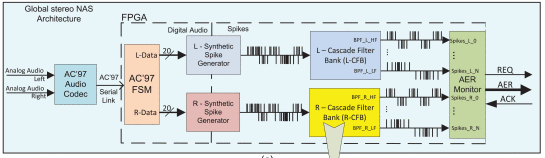 Global stereo NAS
Architecture
FPGA
Digital Audio
Spikes
Analog Audio
Left
Analog Audio
Right
AC'97
Audio
Codec
AC'97
Serial
Link
AC'97
FSM
L-Data
20
R-Data
20
L - Synthetic
Spike
Generator
R - Synthetic
Spike
Generator
L – Cascade Filter
Bank (L-CFB)
BPF_L_HF
BPF_L_LF
R – Cascade Filter
Bank (R-CFB)
BPF_R_HF
BPF_R_LF
Spikes_L_0
Spikes_L_N
AER
Monitor
Spikes_R_0
Spikes_R_N
REQ
AER
ACK